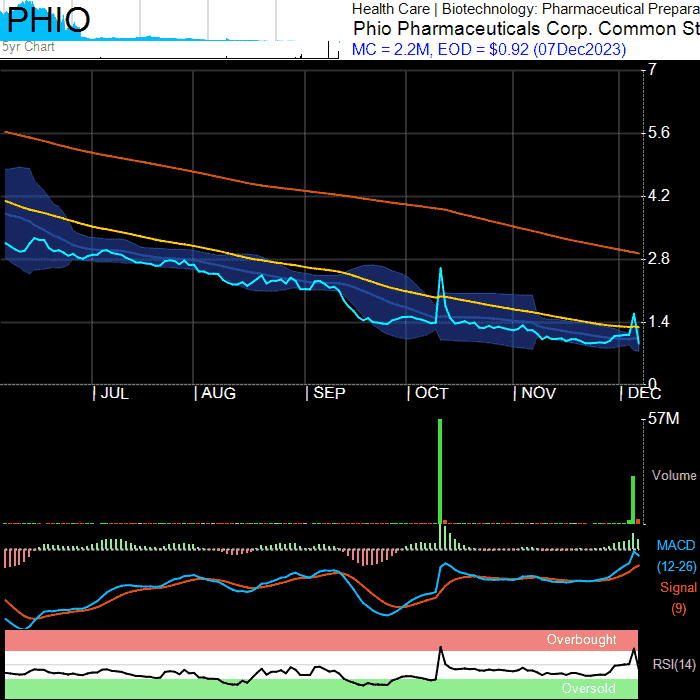 PHIO
Health Care | Biotechnology: Pharmaceutical Prepara
Phio Pharmaceuticals Corp. Common St
5yr Chart
MC = 2.2M, EOD = $0.92 (07Dec2023)
7
5.6
4.2
2.8
1.4
0
JUL
AUG
SEP
OCT
NOV
DEC
57M
Volume
MACD
(12-26)
Signal
(9)
Overbought
RSI(14)
Oversold